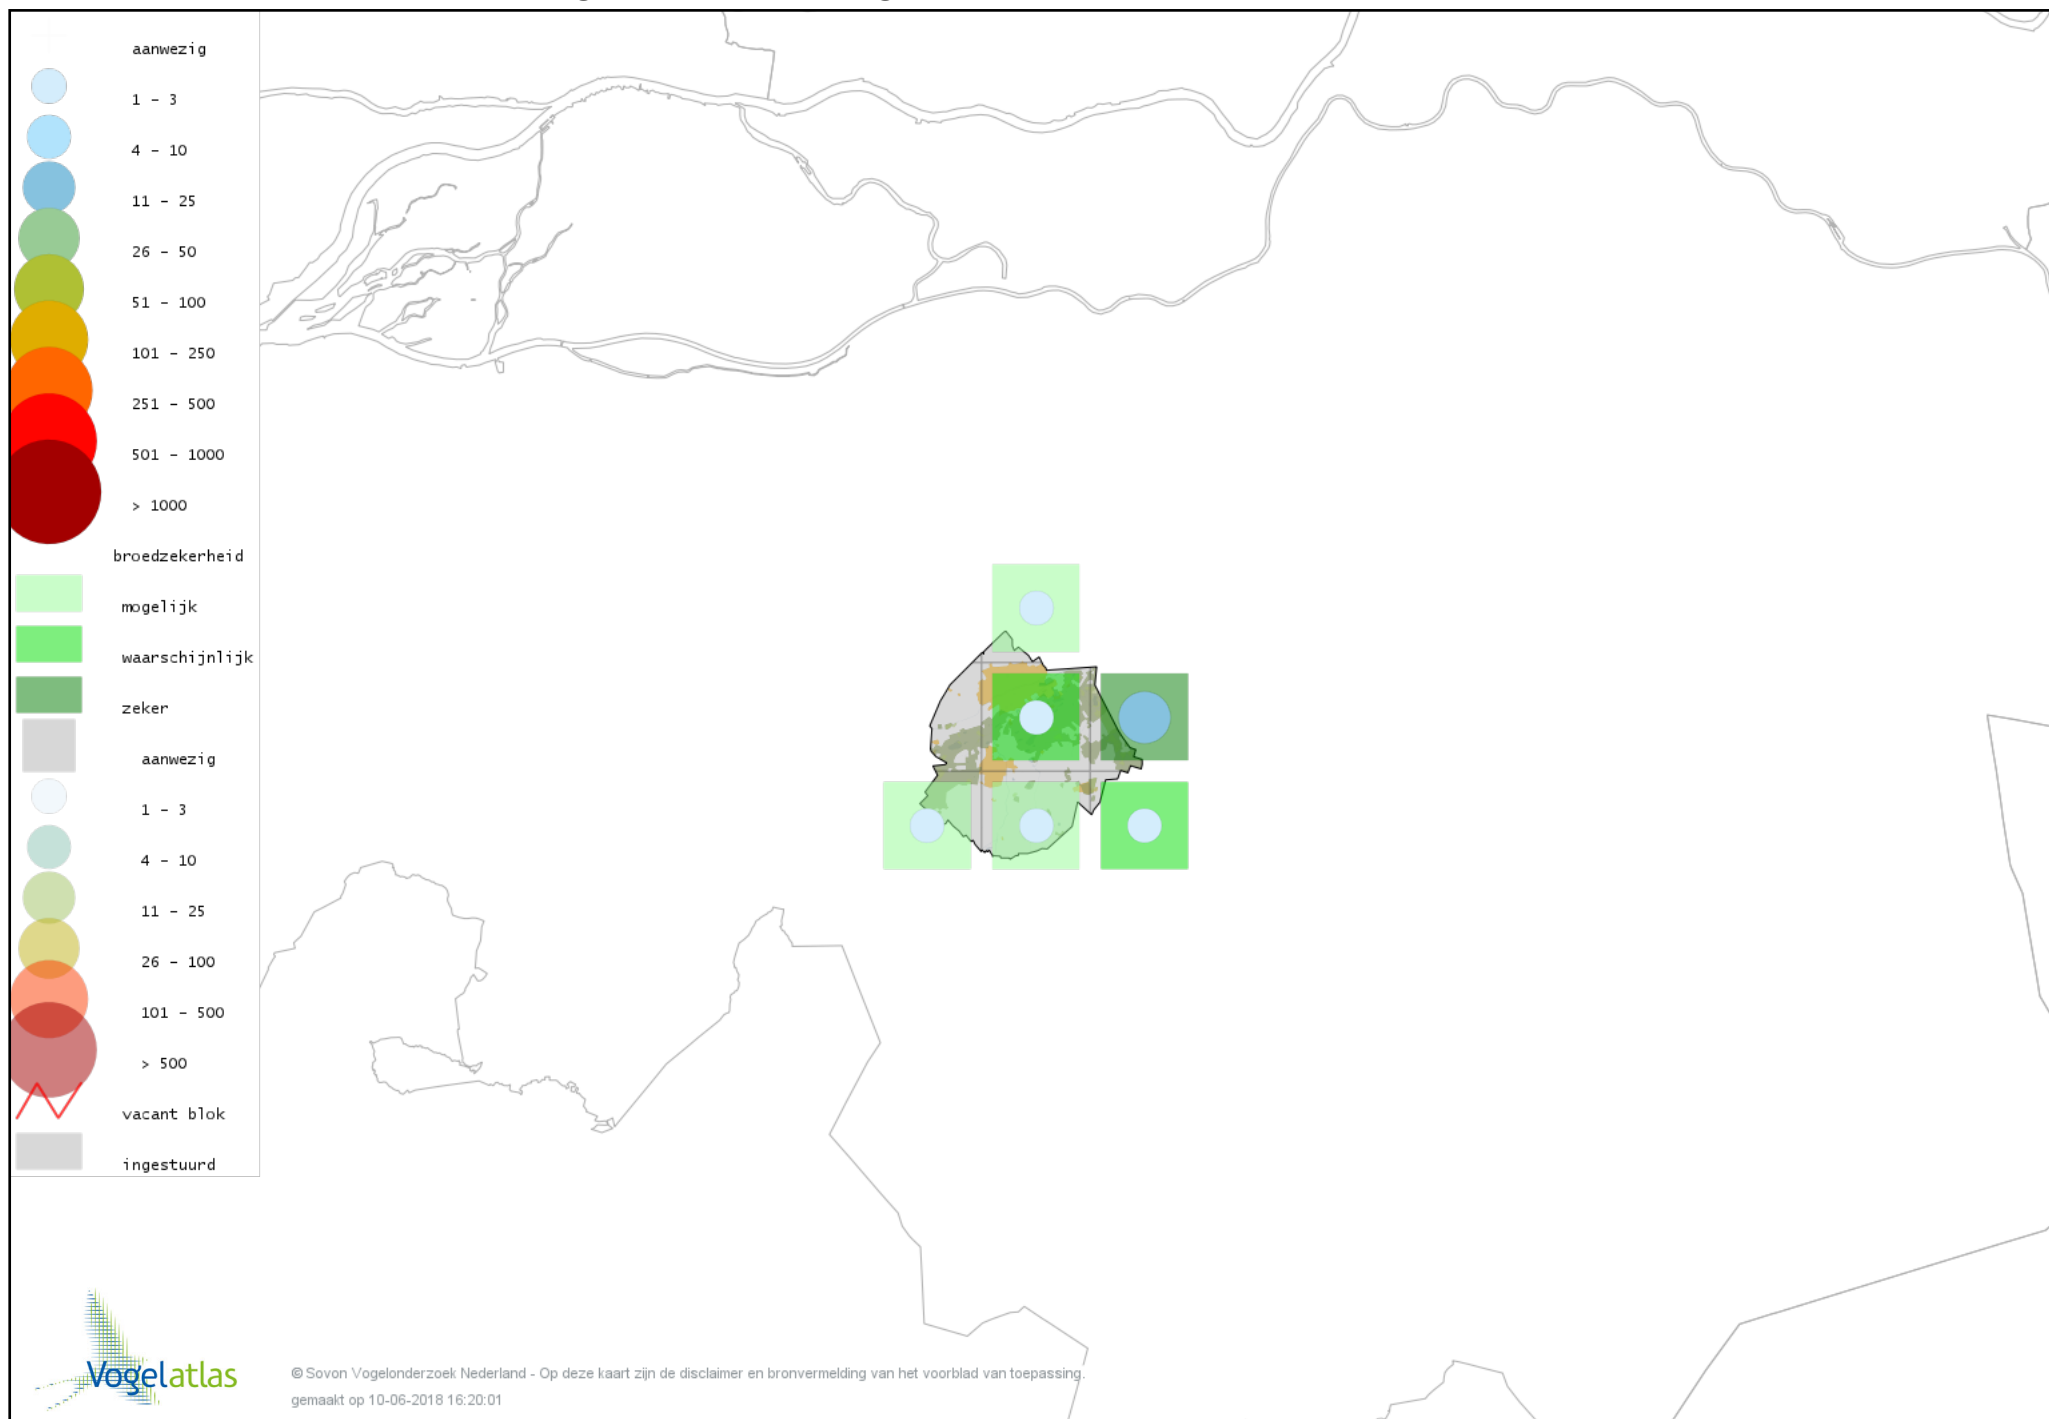 aanwezig
1 - 3
4 - 10
11 - 25
26 - 50
51 - 100
101 - 250
251 - 500
501 - 1000
> 1000
broedzekerheid
mogelijk
waarschijnlijk
zeker
aanwezig
1 - 3
4 - 10
11 - 25
26 - 100
101 - 500
> 500
vacant blok
ingestuurd
Vogelatlas
© Sovon Vogelonderzoek Nederland - Op deze kaart zijn de disclaimer en bronvermelding van het voorblad van toepassing.
gemaakt op 10-06-2018 16:20:01